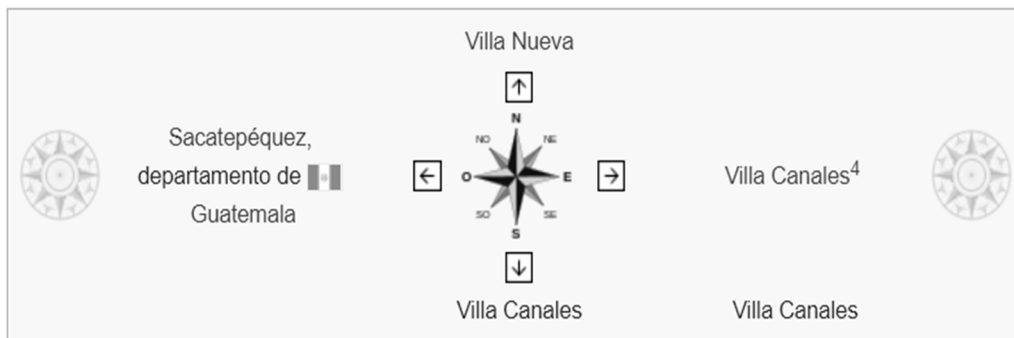 Villa Nueva
↑
N
NO NE
Sacatepéquez,
departamento de
Guatemala
← O E → Villa Canales⁴
SO SE
S
↓
Villa Canales Villa Canales